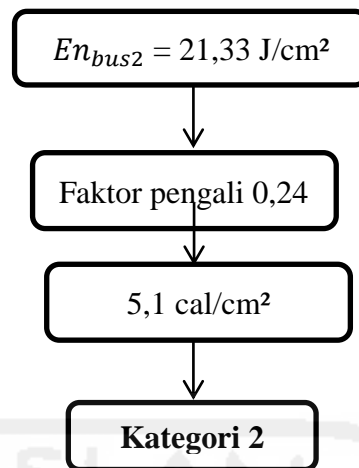 En_bus2 = 21,33 J/cm²
Faktor pengali 0,24
5,1 cal/cm²
Kategori 2